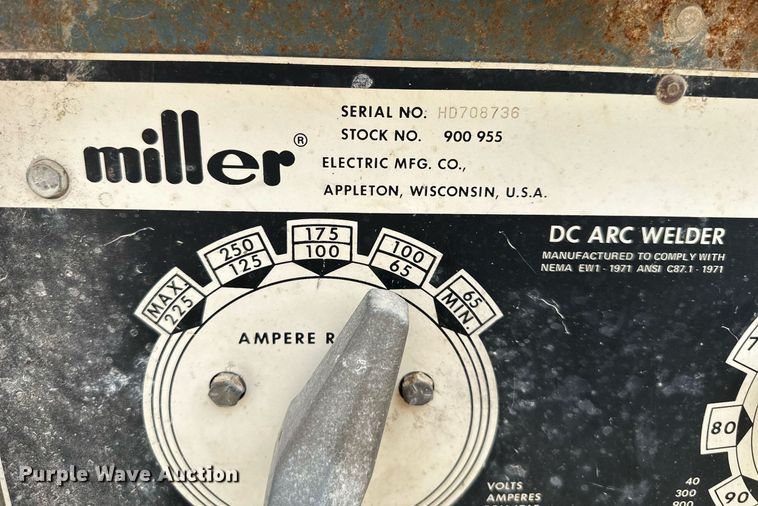 miller®
SERIAL NO. HD708736
STOCK NO. 900 955
ELECTRIC MFG. CO.,
APPLETON, WISCONSIN, U.S.A.
DC ARC WELDER
MANUFACTURED TO COMPLY WITH
NEMA EW1-1971 ANSI C87.1-1971
MAX.
225
250
125
175
100
100
65
65
MIN.
AMPERE
80
90
VOLTS 40
AMPERES 300
Purple Wave Auction